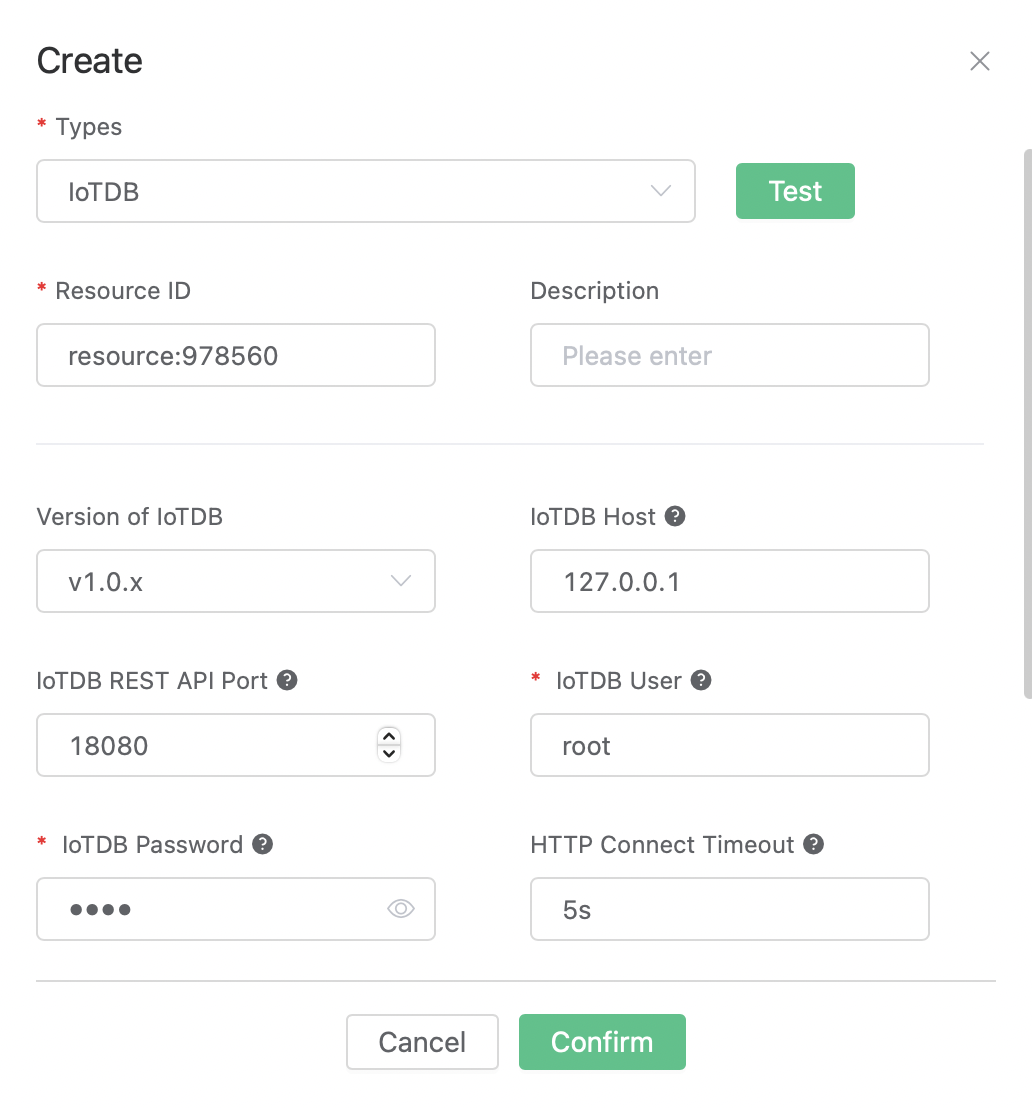 Create
* Types
IoTDB
Test
* Resource ID
Description
resource:978560
Please enter
Version of IoTDB
IoTDB Host ?
v1.0.x
127.0.0.1
IoTDB REST API Port ?
* IoTDB User ?
18080
root
* IoTDB Password ?
HTTP Connect Timeout ?
••••
5s
Cancel
Confirm